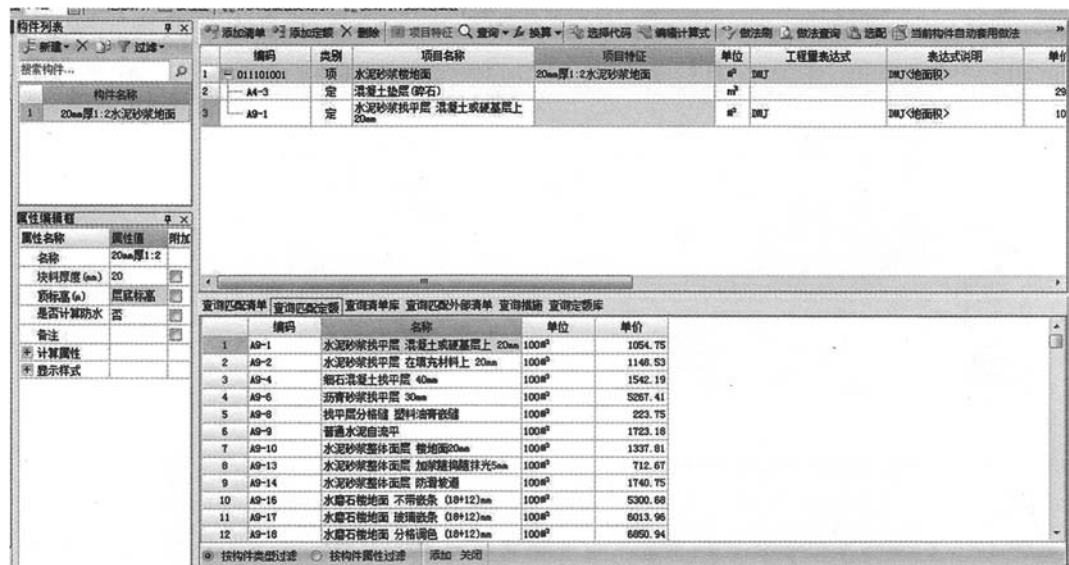 构件列表
新建 过滤
搜索构件...
构件名称
1 20mm厚1:2水泥砂浆地面
属性编辑框
属性名称 属性值 附加
名称 20mm厚1:2
块料厚度(mm) 20
顶标高(m) 层底标高
是否计算防水 否
备注
计算属性
显示样式
添加清单 添加定额 删除 项目特征 查询 换算 选择代码 编辑计算式 做法刷 做法查询 选配 当前构件自动套用做法
编码 类别 项目名称 项目特征 单位 工程量表达式 表达式说明 单价
1 011101001 项 水泥砂浆楼地面 20mm厚1:2水泥砂浆地面 m² DMJ DMJ<地面积>
2 A4-3 定 混凝土垫层(碎石) m³ 29
3 A9-1 定 水泥砂浆找平层 混凝土或硬基层上 20mm m² DMJ DMJ<地面积> 10
查询匹配清单 查询匹配定额 查询清单库 查询匹配外部清单 查询措施 查询定额库
编码 名称 单位 单价
1 A9-1 水泥砂浆找平层 混凝土或硬基层上 20mm 100m² 1054.75
2 A9-2 水泥砂浆找平层 在填充材料上 20mm 100m² 1148.53
3 A9-4 细石混凝土找平层 40mm 100m² 1542.19
4 A9-6 沥青砂浆找平层 30mm 100m² 5267.41
5 A9-8 找平层分格缝 塑料油膏嵌缝 100m² 223.75
6 A9-9 普通水泥自流平 100m² 1723.18
7 A9-10 水泥砂浆整体面层 楼地面20mm 100m² 1337.81
8 A9-13 水泥砂浆整体面层 加浆随捣随抹光5mm 100m² 712.67
9 A9-14 水泥砂浆整体面层 防滑坡道 100m² 1740.75
10 A9-16 水磨石楼地面 不带嵌条 (18+12)mm 100m² 5300.68
11 A9-17 水磨石楼地面 玻璃嵌条 (18+12)mm 100m² 6013.96
12 A9-18 水磨石楼地面 分格调色 (18+12)mm 100m² 6850.94
按构件类型过滤 按构件属性过滤 添加 关闭